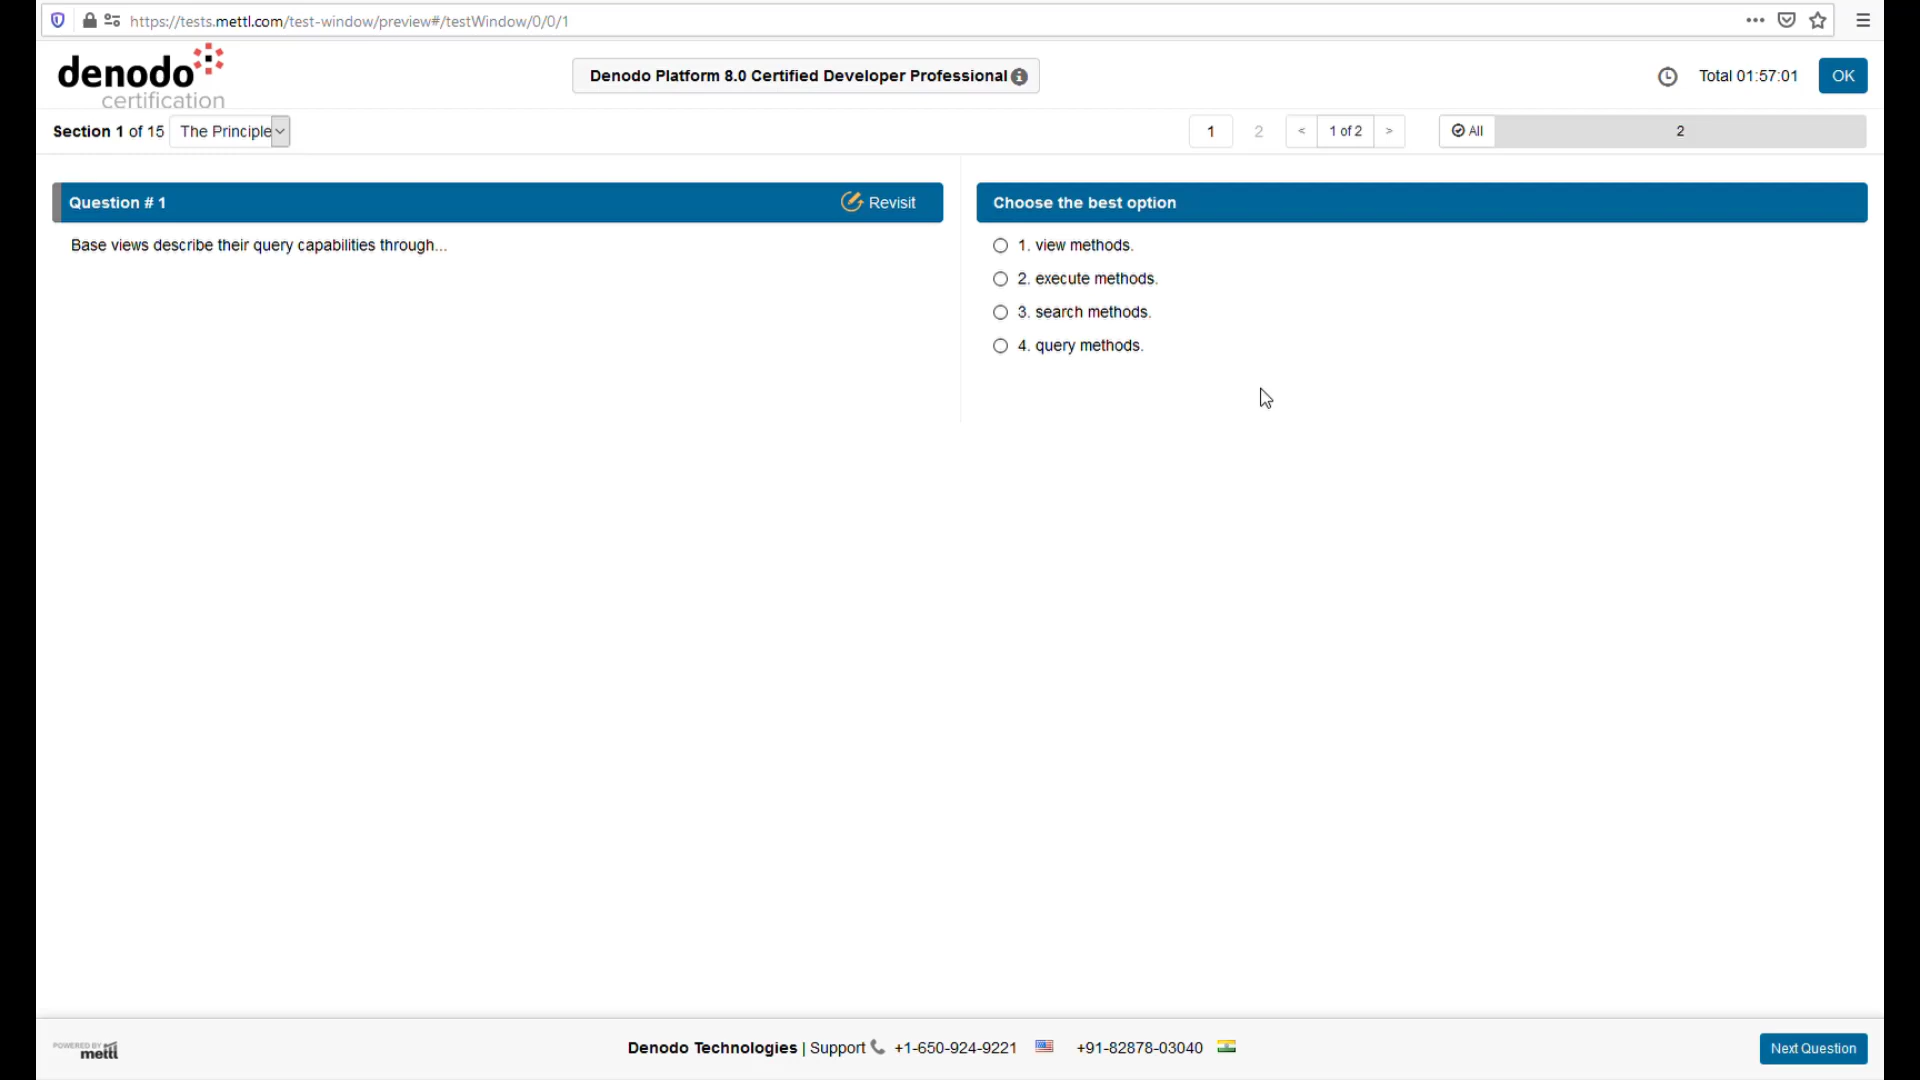 https://tests.mettl.com/test-window/preview#/testWindow/0/0/1
denodo
certification
Denodo Platform 8.0 Certified Developer Professional
Total 01:57:01
OK
Section 1 of 15
The Principle
1
2
<
1 of 2
>
All
2
Question # 1
Revisit
Base views describe their query capabilities through...
Choose the best option
1. view methods.
2. execute methods.
3. search methods.
4. query methods.
POWERED BY
mettl
Denodo Technologies | Support +1-650-924-9221 +91-82878-03040
Next Question